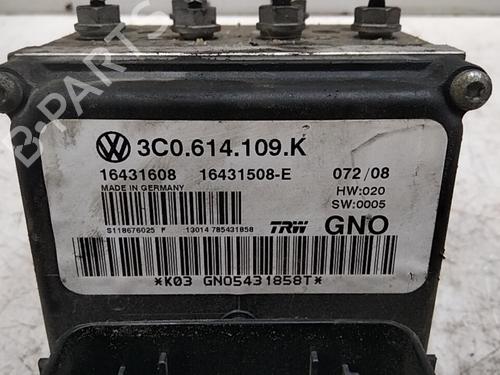 B-PARTS
3C0.614.109.K
16431608 16431508-E 072/08
MADE IN GERMANY
HW:020
SW:0005
S118676025 F 13014 785431858 TRW GNO
*K03 GNO5431858T*